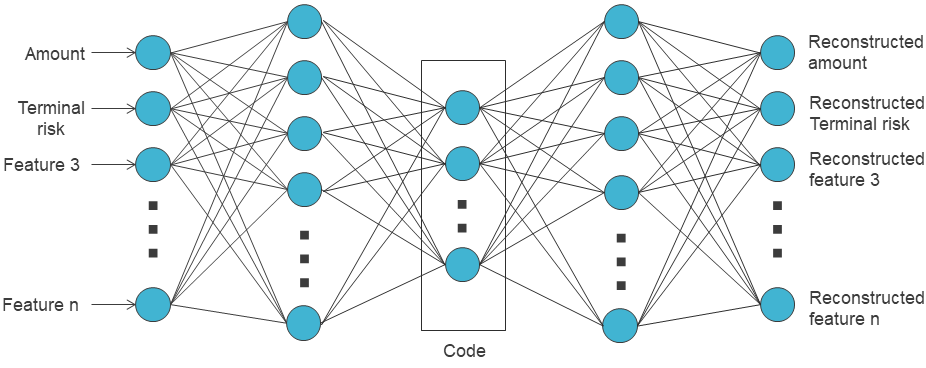 Amount
Terminal
risk
Feature 3
Feature n
Code
Reconstructed
amount
Reconstructed
Terminal risk
Reconstructed
feature 3
Reconstructed
feature n